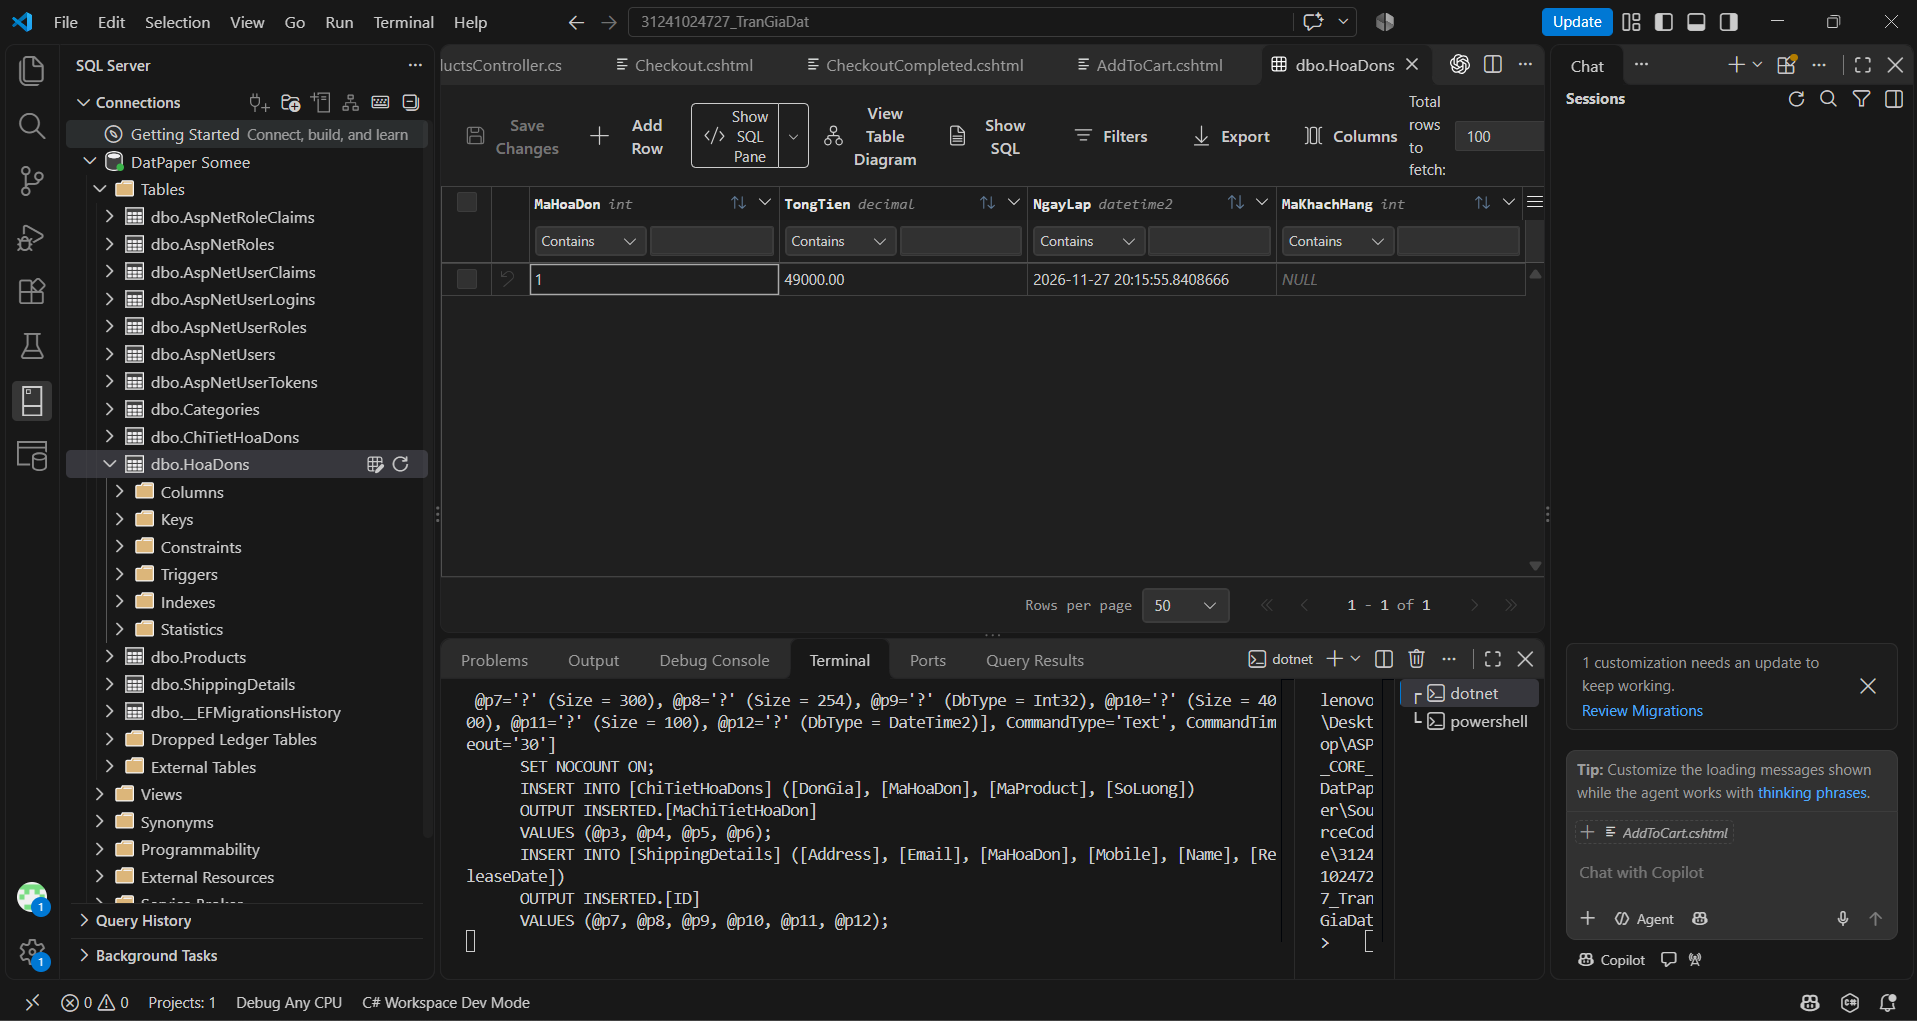 File Edit Selection View Go Run Terminal Help
31241024727_TranGiaDat
Update
SQL Server
Connections
Getting Started Connect, build, and learn
DatPaper Somee
Tables
dbo.AspNetRoleClaims
dbo.AspNetRoles
dbo.AspNetUserClaims
dbo.AspNetUserLogins
dbo.AspNetUserRoles
dbo.AspNetUsers
dbo.AspNetUserTokens
dbo.Categories
dbo.ChiTietHoaDons
dbo.HoaDons
Columns
Keys
Constraints
Triggers
Indexes
Statistics
dbo.Products
dbo.ShippingDetails
dbo.__EFMigrationsHistory
Dropped Ledger Tables
External Tables
Views
Synonyms
Programmability
External Resources
Service Broker
Query History
Background Tasks
1
1
ductsController.cs Checkout.cshtml CheckoutCompleted.cshtml AddToCart.cshtml dbo.HoaDons
Save Changes
Add Row
Show SQL Pane
View Table Diagram
Show SQL
Filters
Export
Columns
Total rows to fetch:
100
MaHoaDon int TongTien decimal NgayLap datetime2 MaKhachHang int
Contains Contains Contains Contains
1 49000.00 2026-11-27 20:15:55.8408666 NULL
Rows per page 50 1 - 1 of 1
Problems Output Debug Console Terminal Ports Query Results
dotnet
@p7='?' (Size = 300), @p8='?' (Size = 254), @p9='?' (DbType = Int32), @p10='?' (Size = 40
00), @p11='?' (Size = 100), @p12='?' (DbType = DateTime2)], CommandType='Text', CommandTim
eout='30']
SET NOCOUNT ON;
INSERT INTO [ChiTietHoaDons] ([DonGia], [MaHoaDon], [MaProduct], [SoLuong])
OUTPUT INSERTED.[MaChiTietHoaDon]
VALUES (@p3, @p4, @p5, @p6);
INSERT INTO [ShippingDetails] ([Address], [Email], [MaHoaDon], [Mobile], [Name], [Re
leaseDate])
OUTPUT INSERTED.[ID]
VALUES (@p7, @p8, @p9, @p10, @p11, @p12);
lenovo
\Deskt
op\ASP
_CORE_
DatPap
er\Sou
rceCod
e\3124
102472
7_Tran
GiaDat
>
dotnet
powershell
Chat
Sessions
1 customization needs an update to
keep working.
Review Migrations
Tip: Customize the loading messages shown
while the agent works with thinking phrases.
AddToCart.cshtml
Chat with Copilot
Agent
Copilot
0 0 Projects: 1 Debug Any CPU C# Workspace Dev Mode